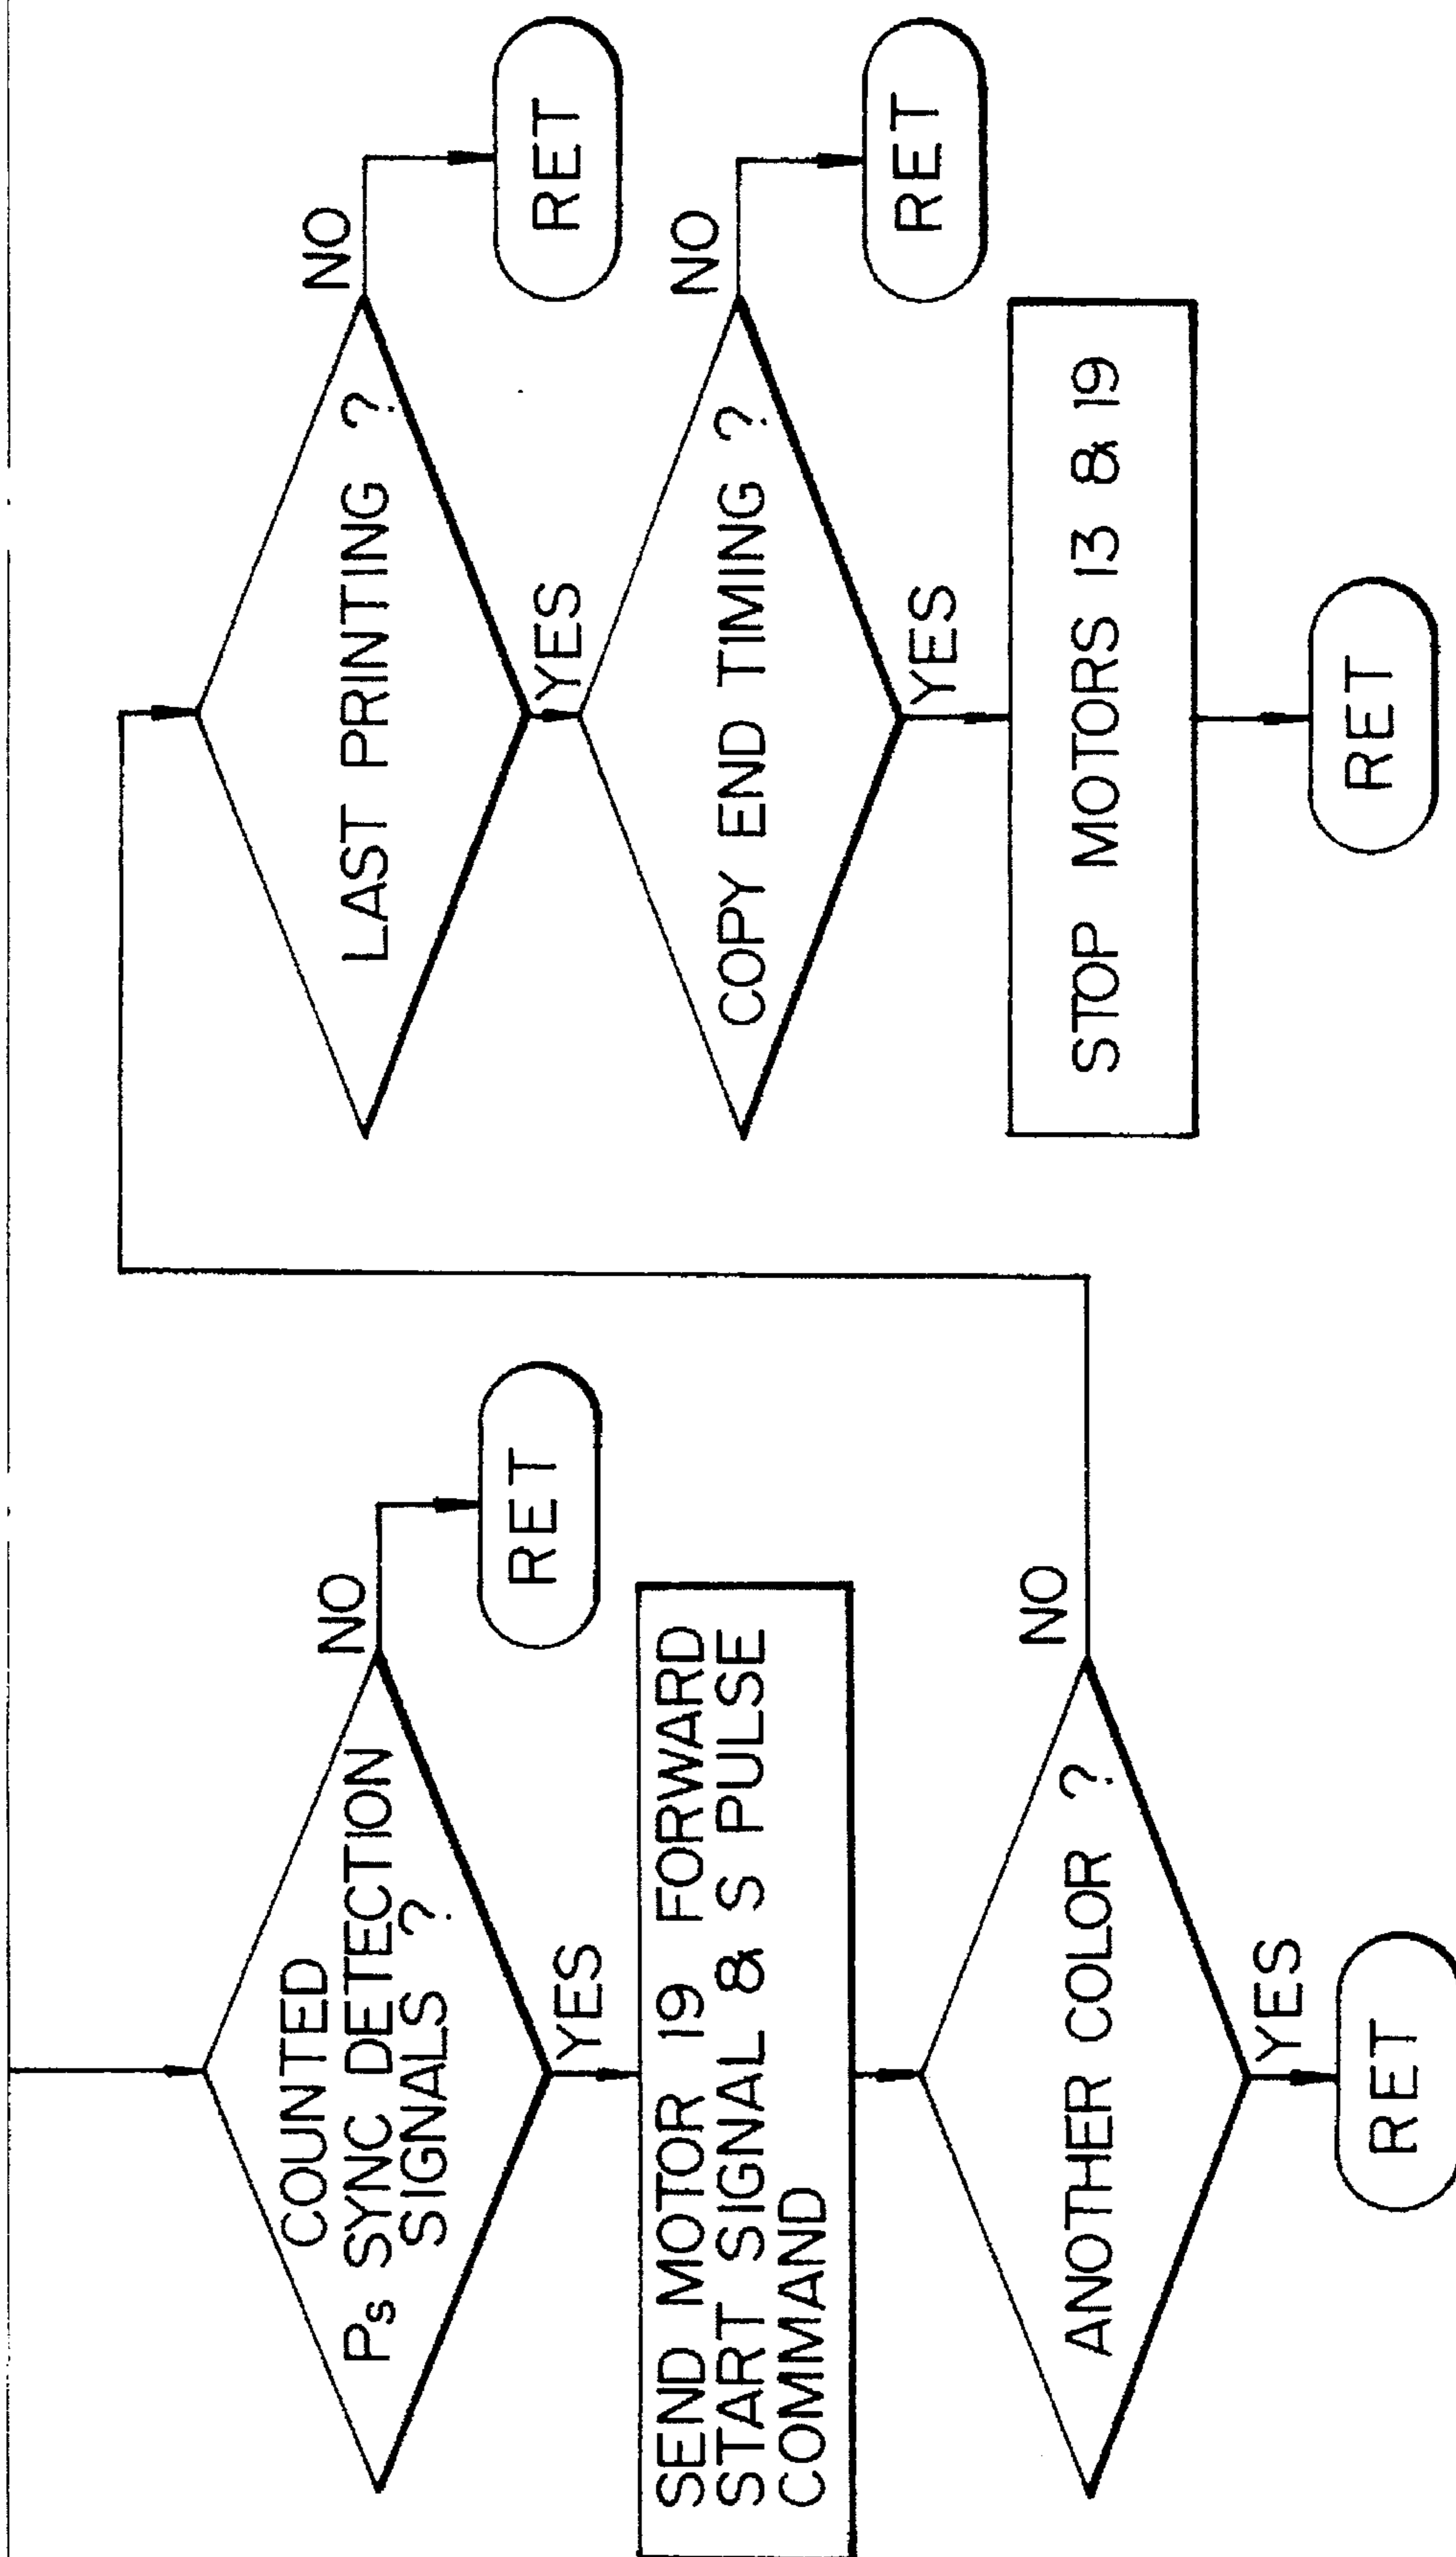 COUNTED
Ps SYNC DETECTION
SIGNALS ?
NO
RET
YES
SEND MOTOR 19 FORWARD
START SIGNAL & S PULSE
COMMAND
ANOTHER COLOR ?
NO
YES
RET
LAST PRINTING ?
NO
RET
YES
COPY END TIMING ?
NO
RET
YES
STOP MOTORS 13 & 19
RET